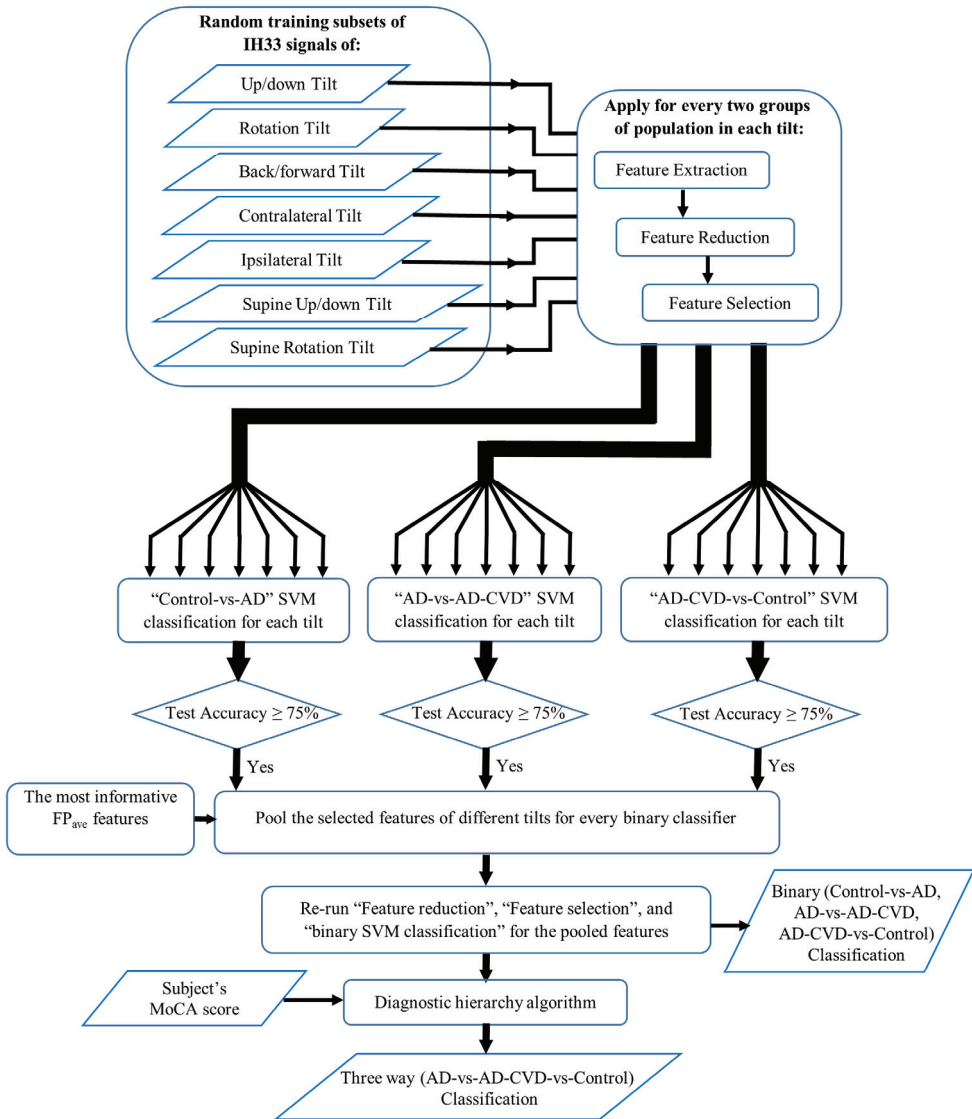 Random training subsets of
IH33 signals of:
Up/down Tilt
Rotation Tilt
Back/forward Tilt
Contralateral Tilt
Ipsilateral Tilt
Supine Up/down Tilt
Supine Rotation Tilt
Apply for every two groups
of population in each tilt:
Feature Extraction
Feature Reduction
Feature Selection
“Control-vs-AD” SVM
classification for each tilt
“AD-vs-AD-CVD” SVM
classification for each tilt
“AD-CVD-vs-Control” SVM
classification for each tilt
Test Accuracy ≥ 75%
Test Accuracy ≥ 75%
Test Accuracy ≥ 75%
Yes
Yes
Yes
The most informative
FPave features
Pool the selected features of different tilts for every binary classifier
Re-run “Feature reduction”, “Feature selection”, and
“binary SVM classification” for the pooled features
Binary (Control-vs-AD,
AD-vs-AD-CVD,
AD-CVD-vs-Control)
Classification
Subject’s
MoCA score
Diagnostic hierarchy algorithm
Three way (AD-vs-AD-CVD-vs-Control)
Classification